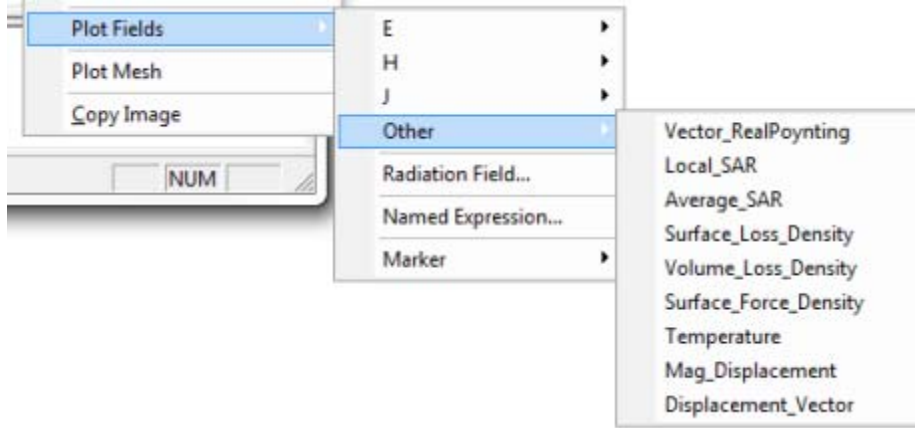 Plot Fields
Plot Mesh
Copy Image
NUM
E
H
J
Other
Radiation Field...
Named Expression...
Marker
Vector_RealPoynting
Local_SAR
Average_SAR
Surface_Loss_Density
Volume_Loss_Density
Surface_Force_Density
Temperature
Mag_Displacement
Displacement_Vector